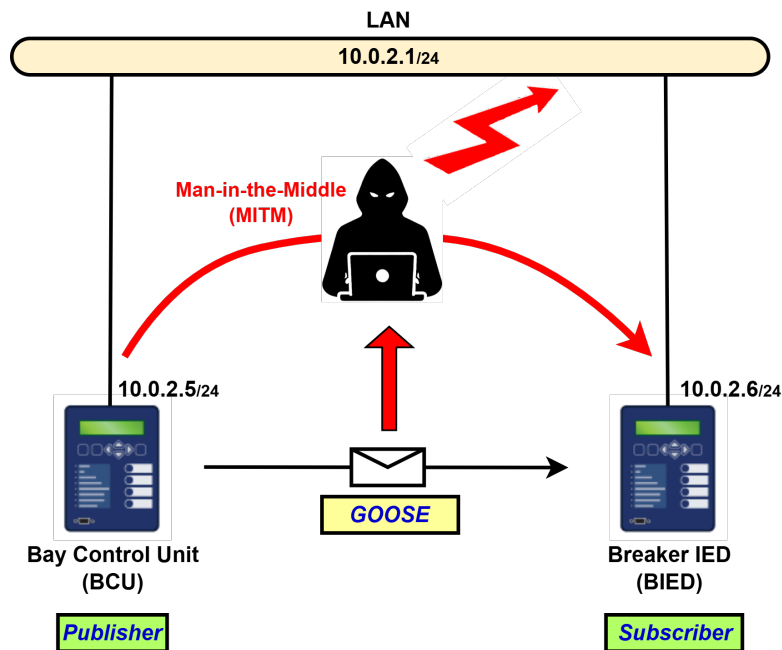 LAN
10.0.2.1/24
Man-in-the-Middle
(MITM)
10.0.2.5/24
10.0.2.6/24
GOOSE
Bay Control Unit
(BCU)
Breaker IED
(BIED)
Publisher
Subscriber